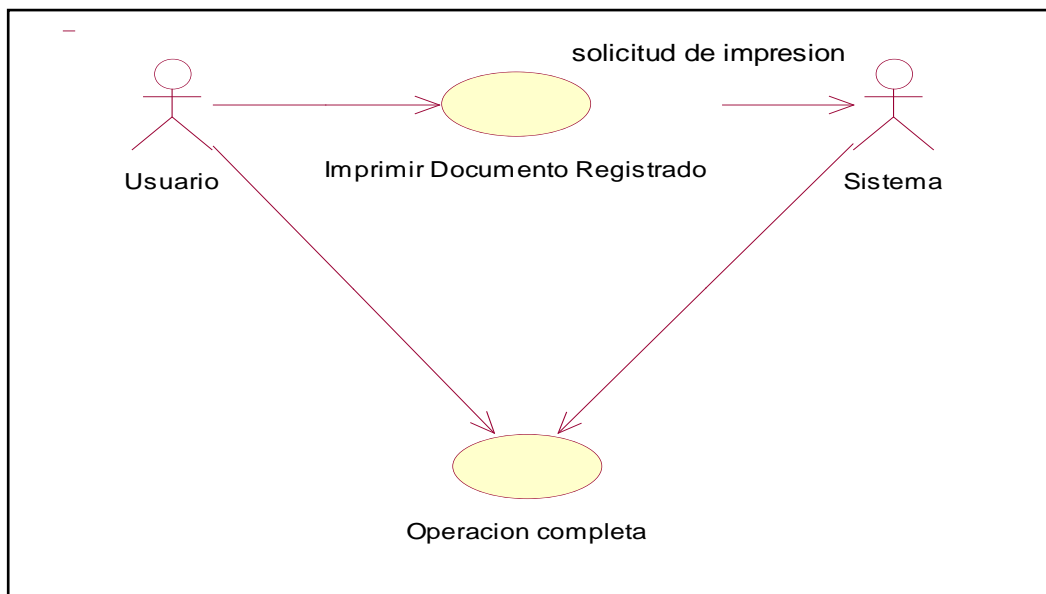 solicitud de impresion
Usuario
Imprimir Documento Registrado
Sistema
Operacion completa